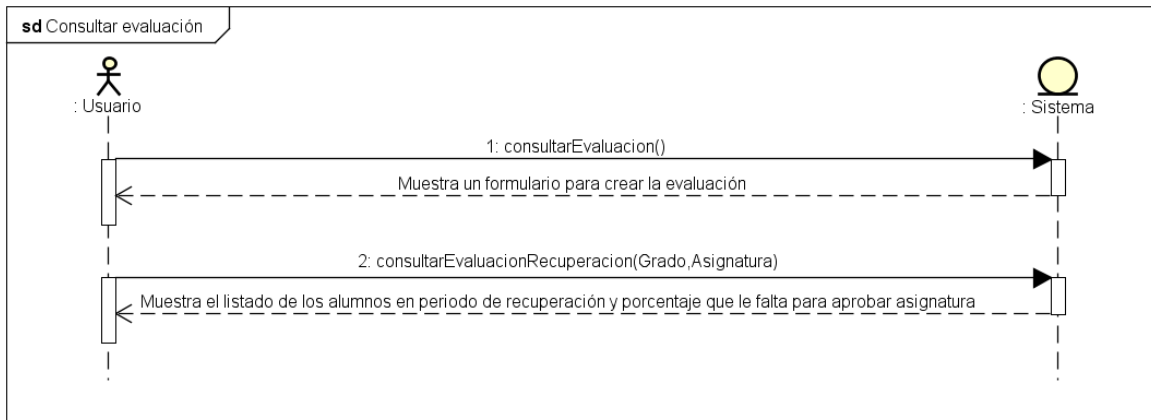 sd Consultar evaluación
: Usuario
: Sistema
1: consultarEvaluacion()
Muestra un formulario para crear la evaluación
2: consultarEvaluacionRecuperacion(Grado,Asignatura)
Muestra el listado de los alumnos en periodo de recuperación y porcentaje que le falta para aprobar asignatura